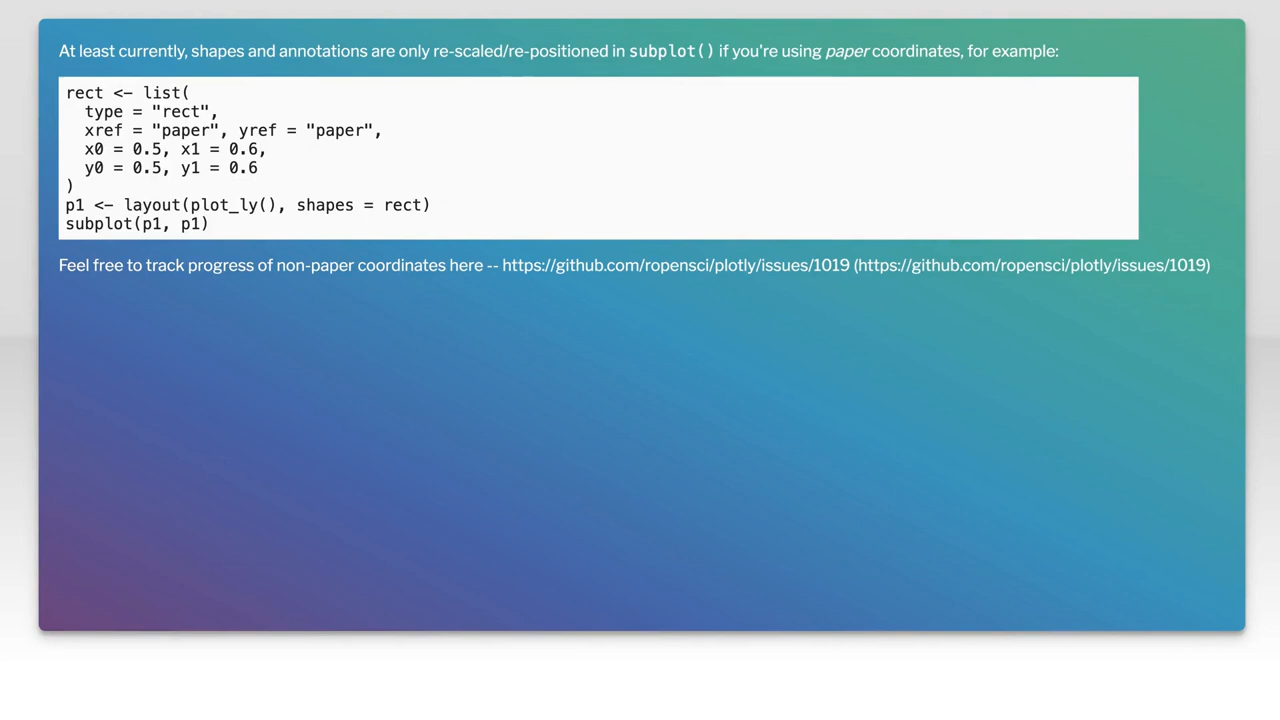 At least currently, shapes and annotations are only re-scaled/re-positioned in subplot() if you're using paper coordinates, for example:
rect <- list(
  type = "rect",
  xref = "paper", yref = "paper",
  x0 = 0.5, x1 = 0.6,
  y0 = 0.5, y1 = 0.6
)
p1 <- layout(plot_ly(), shapes = rect)
subplot(p1, p1)
Feel free to track progress of non-paper coordinates here -- https://github.com/ropensci/plotly/issues/1019 (https://github.com/ropensci/plotly/issues/1019)